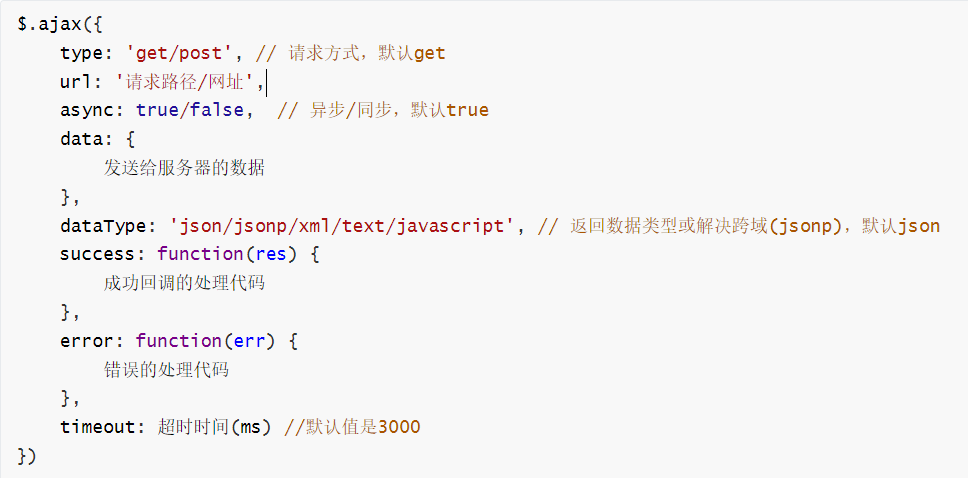 $.ajax({
    type: 'get/post', // 请求方式，默认get
    url: '请求路径/网址',
    async: true/false,  // 异步/同步，默认true
    data: {
        发送给服务器的数据
    },
    dataType: 'json/jsonp/xml/text/javascript', // 返回数据类型或解决跨域(jsonp)，默认json
    success: function(res) {
        成功回调的处理代码
    },
    error: function(err) {
        错误的处理代码
    },
    timeout: 超时时间(ms) //默认值是3000
})